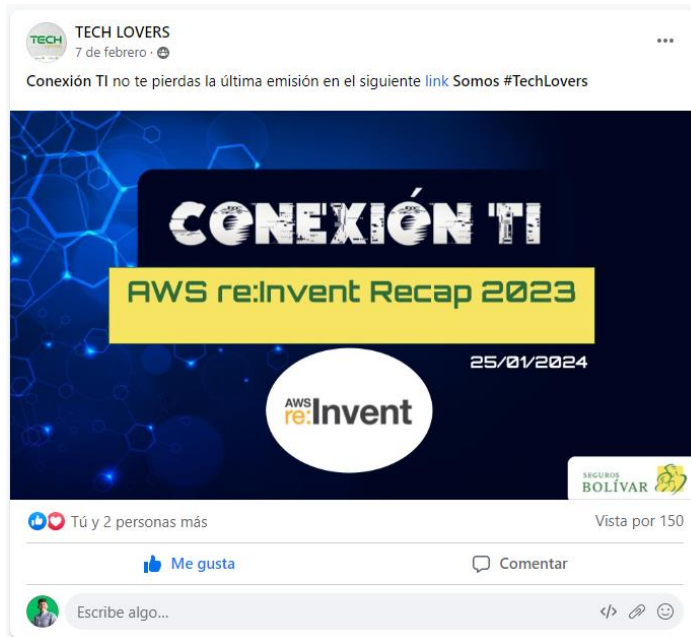 TECH
TECH LOVERS
7 de febrero ·
Conexión TI no te pierdas la última emisión en el siguiente link Somos #TechLovers
CONEXIÓN TI
AWS re:Invent Recap 2023
25/01/2024
AWS
re:Invent
SEGUROS
BOLÍVAR
Tú y 2 personas más
Vista por 150
Me gusta
Comentar
Escribe algo...